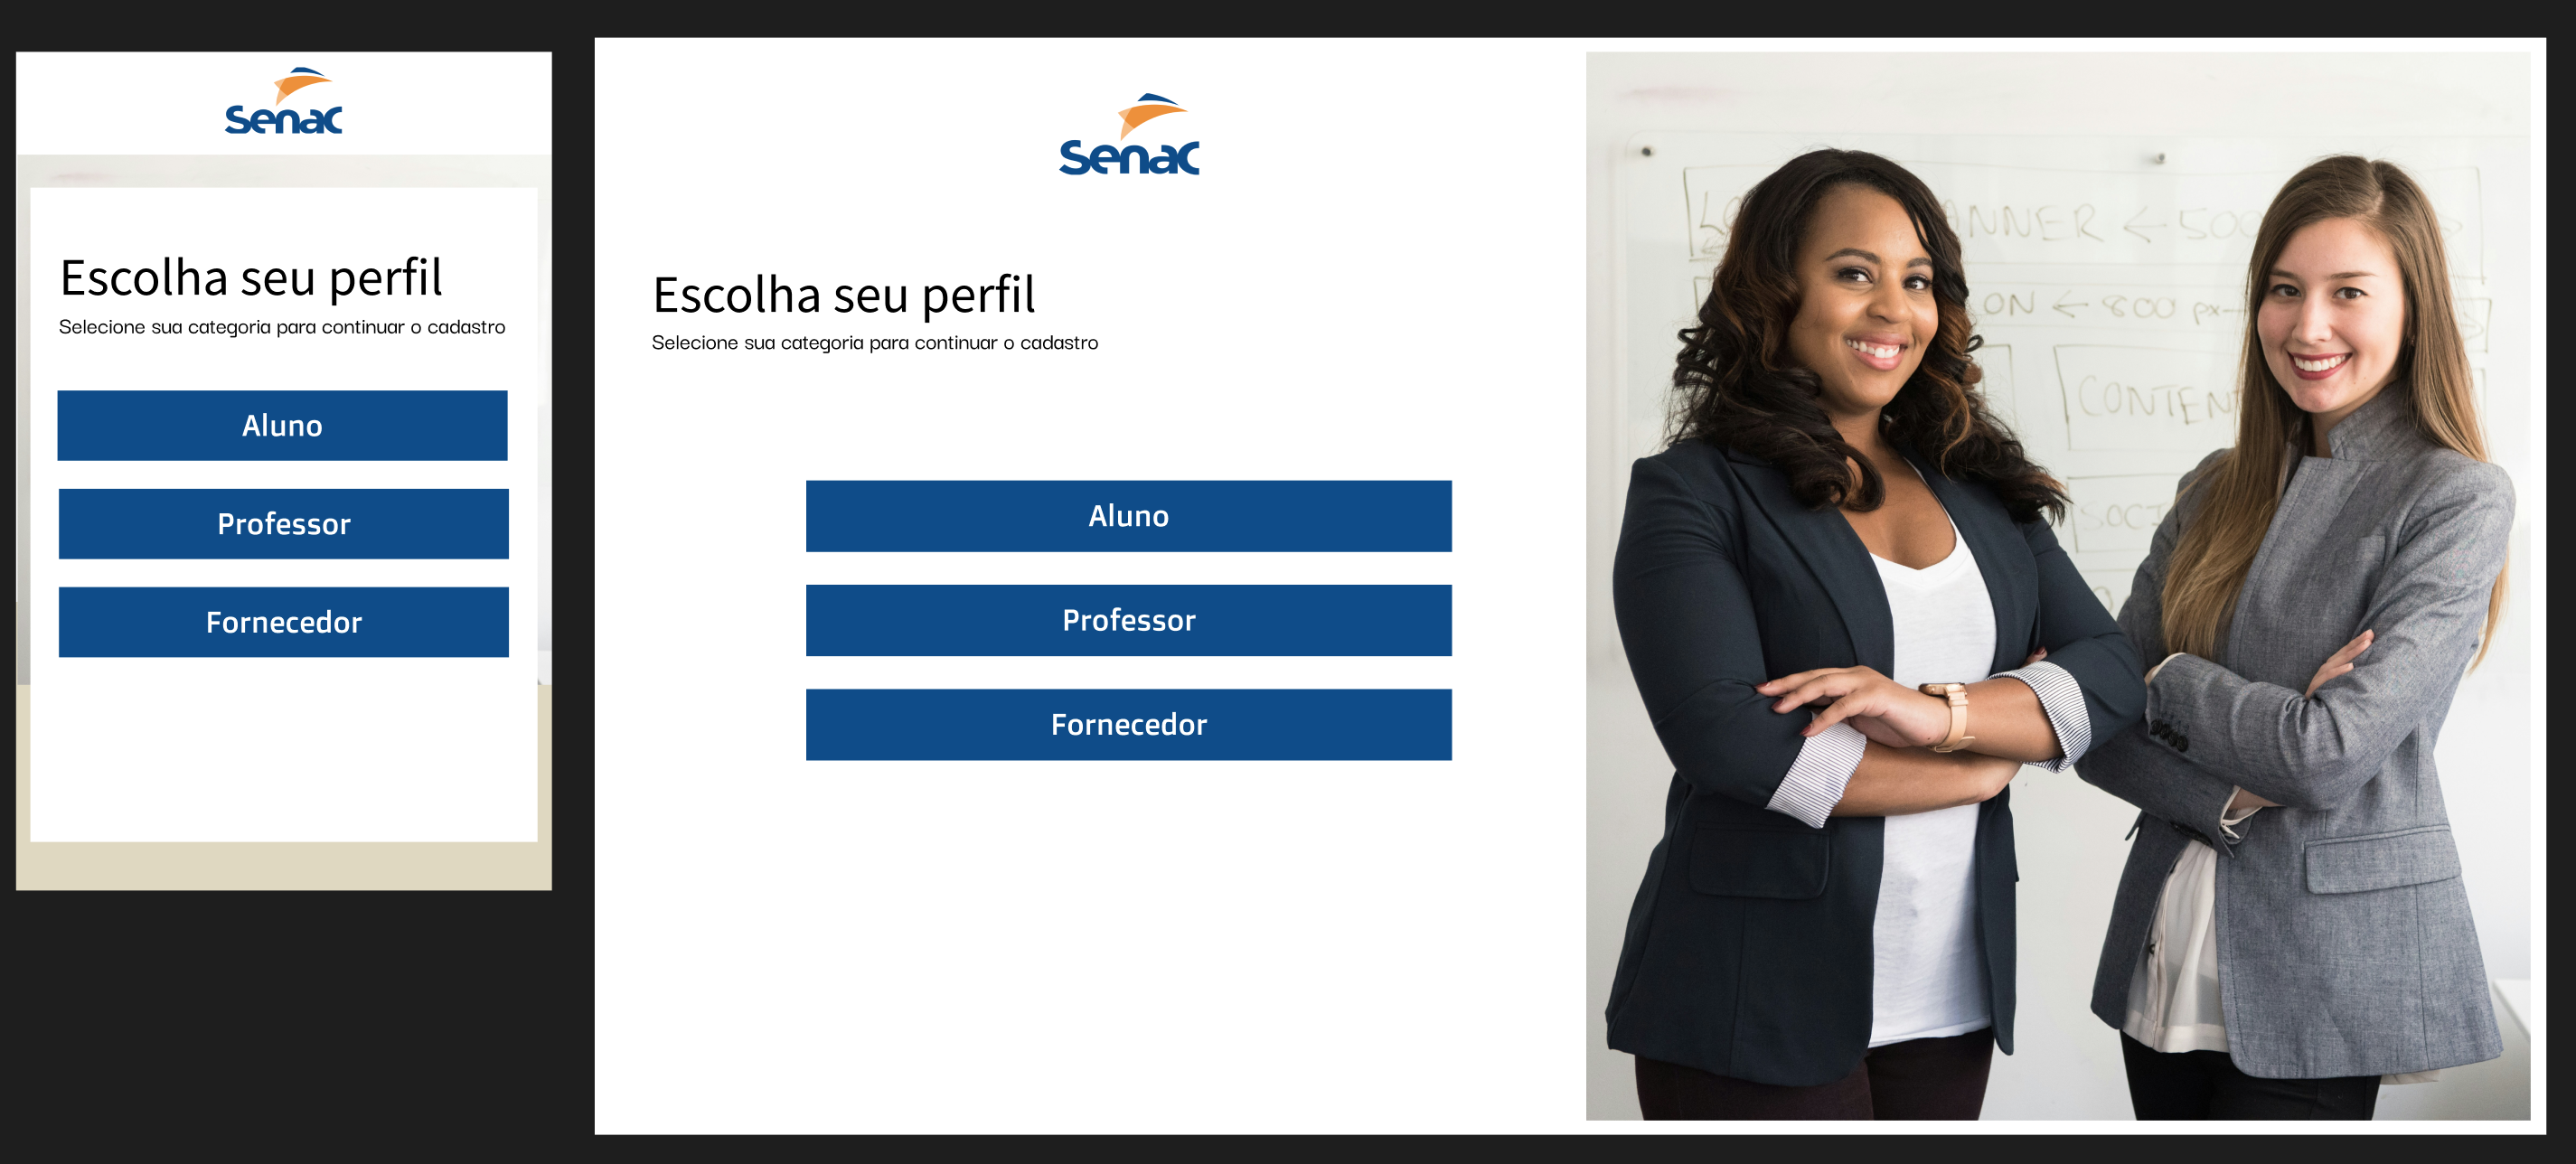 Senac
Escolha seu perfil
Selecione sua categoria para continuar o cadastro
Aluno
Professor
Fornecedor
Senac
Escolha seu perfil
Selecione sua categoria para continuar o cadastro
Aluno
Professor
Fornecedor
ANNER ← 500
ON ← 800 px
CONTEN
SOCI